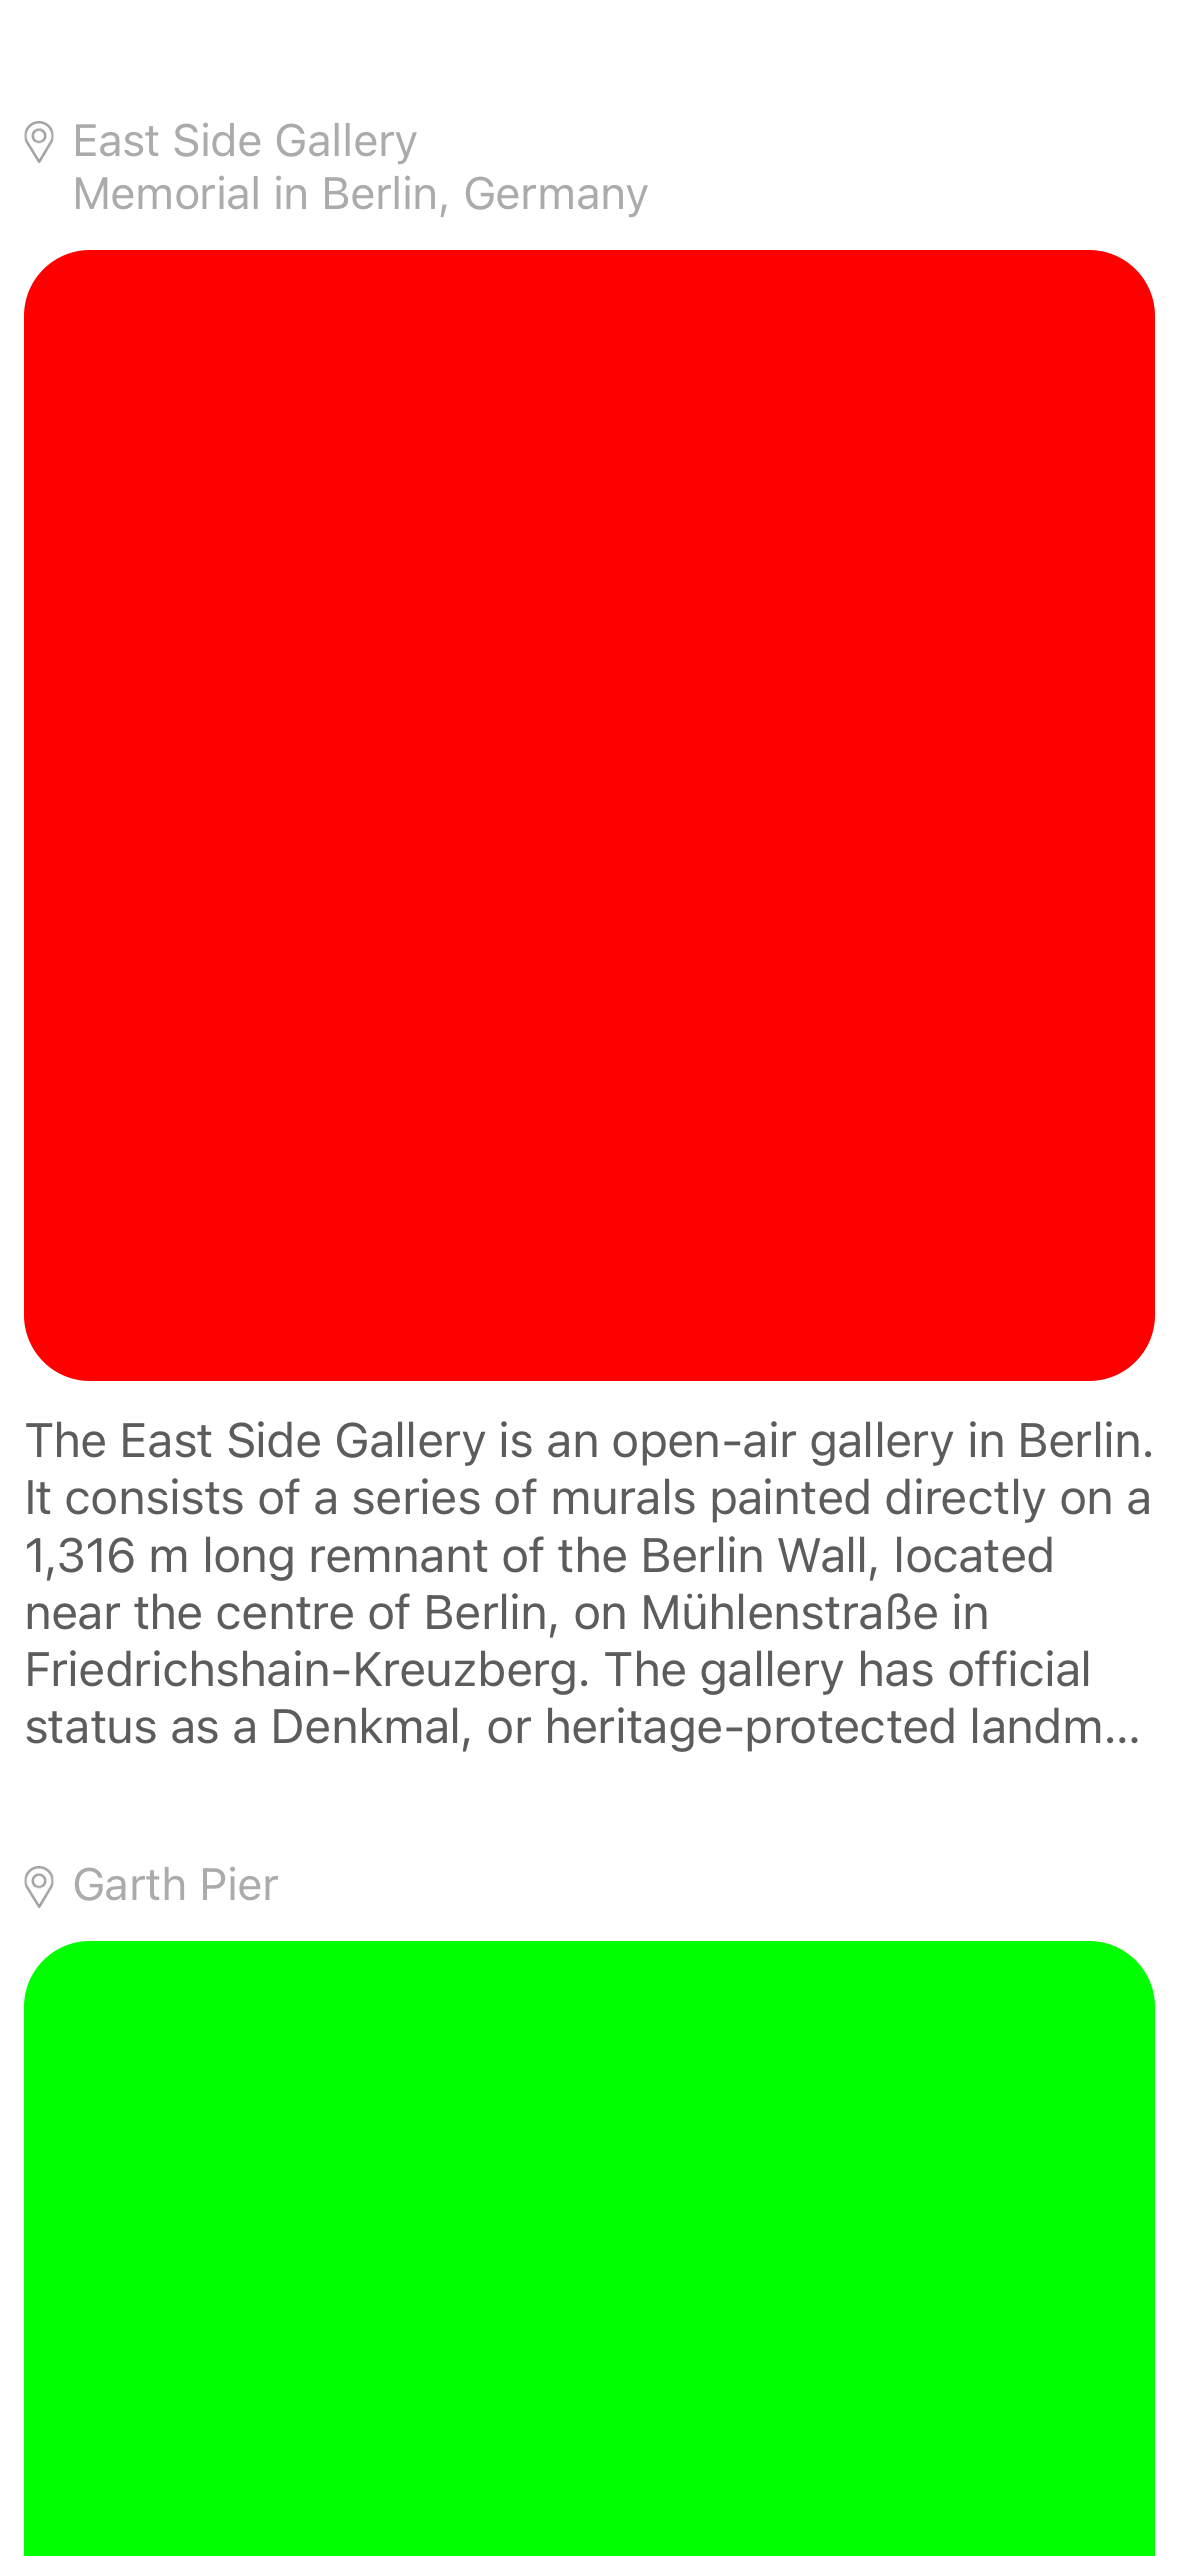 East Side Gallery
Memorial in Berlin, Germany
The East Side Gallery is an open-air gallery in Berlin.
It consists of a series of murals painted directly on a
1,316 m long remnant of the Berlin Wall, located
near the centre of Berlin, on Mühlenstraße in
Friedrichshain-Kreuzberg. The gallery has official
status as a Denkmal, or heritage-protected landm...
Garth Pier